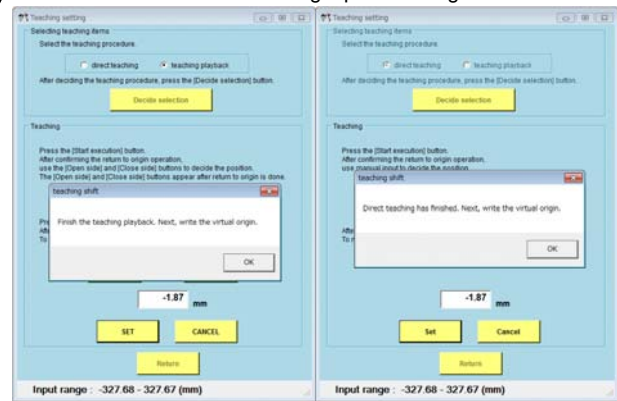 Teaching setting
Selecting teaching items
Select the teaching procedure.
direct teaching
teaching playback
After deciding the teaching procedure, press the [Decide selection] button.
Decide selection
Teaching
Press the [Start execution] button.
After confirming the return to origin operation,
use the [Open side] and [Close side] buttons to decide the position.
The [Open side] and [Close side] buttons appear after return to origin is done.
teaching shift
Finish the teaching playback. Next, write the virtual origin.
OK
-1.87 mm
SET
CANCEL
Return
Input range : -327.68 - 327.67 (mm)
Teaching setting
Selecting teaching items
Select the teaching procedure.
direct teaching
teaching playback
After deciding the teaching procedure, press the [Decide selection] button.
Decide selection
Teaching
Press the [Start execution] button.
After confirming the return to origin operation,
use manual input to decide the position.
teaching shift
Direct teaching has finished. Next, write the virtual origin.
OK
-1.87 mm
Set
Cancel
Return
Input range : -327.68 - 327.67 (mm)